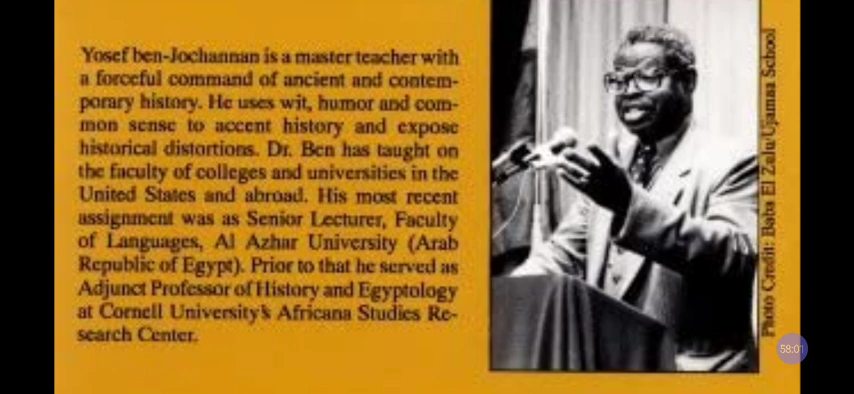 Yosef ben-Jochannan is a master teacher with
a forceful command of ancient and contem-
porary history. He uses wit, humor and com-
mon sense to accent history and expose
historical distortions. Dr. Ben has taught on
the faculty of colleges and universities in the
United States and abroad. His most recent
assignment was as Senior Lecturer, Faculty
of Languages, Al Azhar University (Arab
Republic of Egypt). Prior to that he served as
Adjunct Professor of History and Egyptology
at Cornell University's Africana Studies Re-
search Center.
Photo Credit: Baba El Zulu/Ujamaa School
58:01